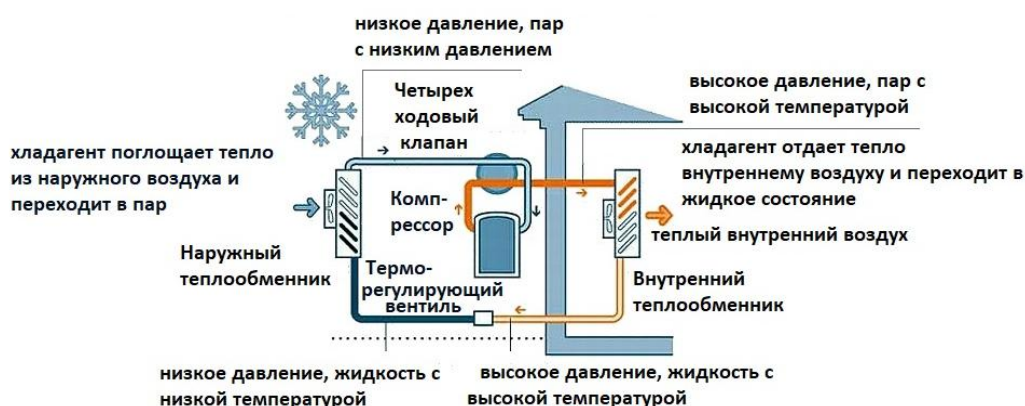 низкое давление, пар
с низким давлением
высокое давление, пар с
высокой температурой
Четырех
ходовый
клапан
хладагент поглощает тепло
из наружного воздуха и
переходит в пар
хладагент отдает тепло
внутреннему воздуху и переходит в
жидкое состояние
Комп-
рессор
теплый внутренний воздух
Наружный
теплообменник
Термо-
регулирующий
вентиль
Внутренний
теплообменник
низкое давление, жидкость с
низкой температурой
высокое давление, жидкость с
высокой температурой